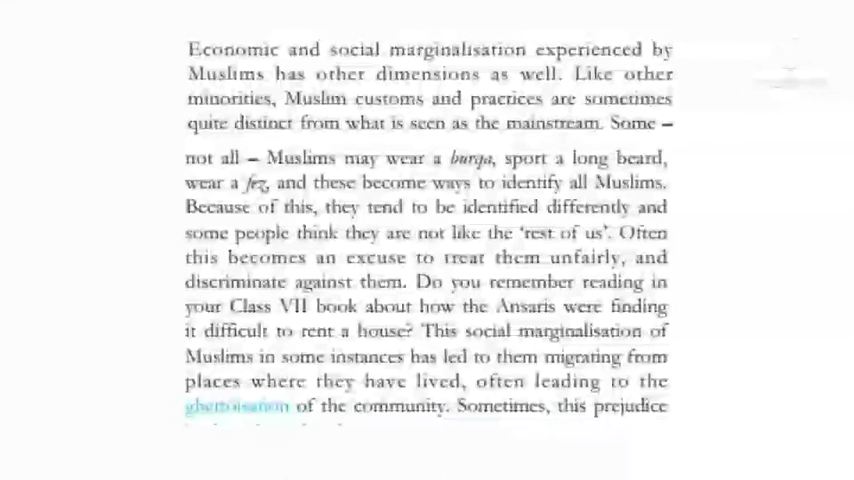 Economic and social marginalisation experienced by
Muslims has other dimensions as well. Like other
minorities, Muslim customs and practices are sometimes
quite distinct from what is seen as the mainstream. Some –
not all – Muslims may wear a burqa, sport a long beard,
wear a fez, and these become ways to identify all Muslims.
Because of this, they tend to be identified differently and
some people think they are not like the ‘rest of us’. Often
this becomes an excuse to treat them unfairly, and
discriminate against them. Do you remember reading in
your Class VII book about how the Ansaris were finding
it difficult to rent a house? This social marginalisation of
Muslims in some instances has led to them migrating from
places where they have lived, often leading to the
ghettoisation of the community. Sometimes, this prejudice